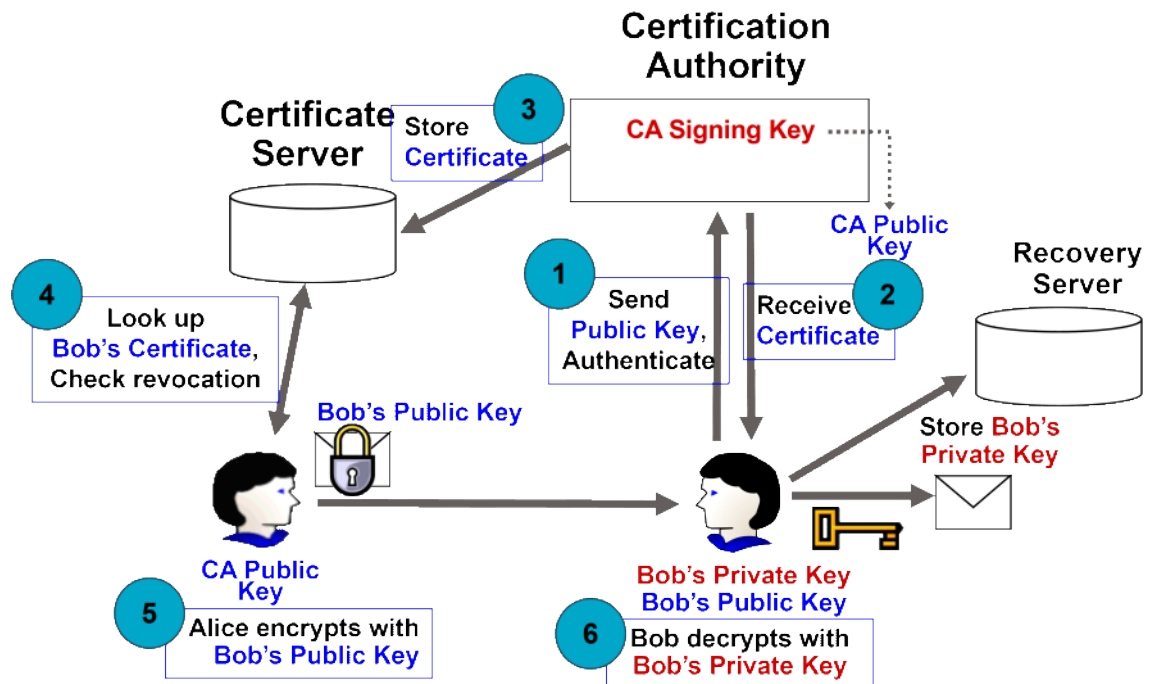 Certification
Authority
3
Certificate
Server
Store
Certificate
CA Signing Key
CA Public
Key
Recovery
Server
1
Send
Public Key,
Authenticate
2
Receive
Certificate
4
Look up
Bob's Certificate,
Check revocation
Bob's Public Key
Store Bob's
Private Key
CA Public
Key
Bob's Private Key
Bob's Public Key
5
Alice encrypts with
Bob's Public Key
6
Bob decrypts with
Bob's Private Key